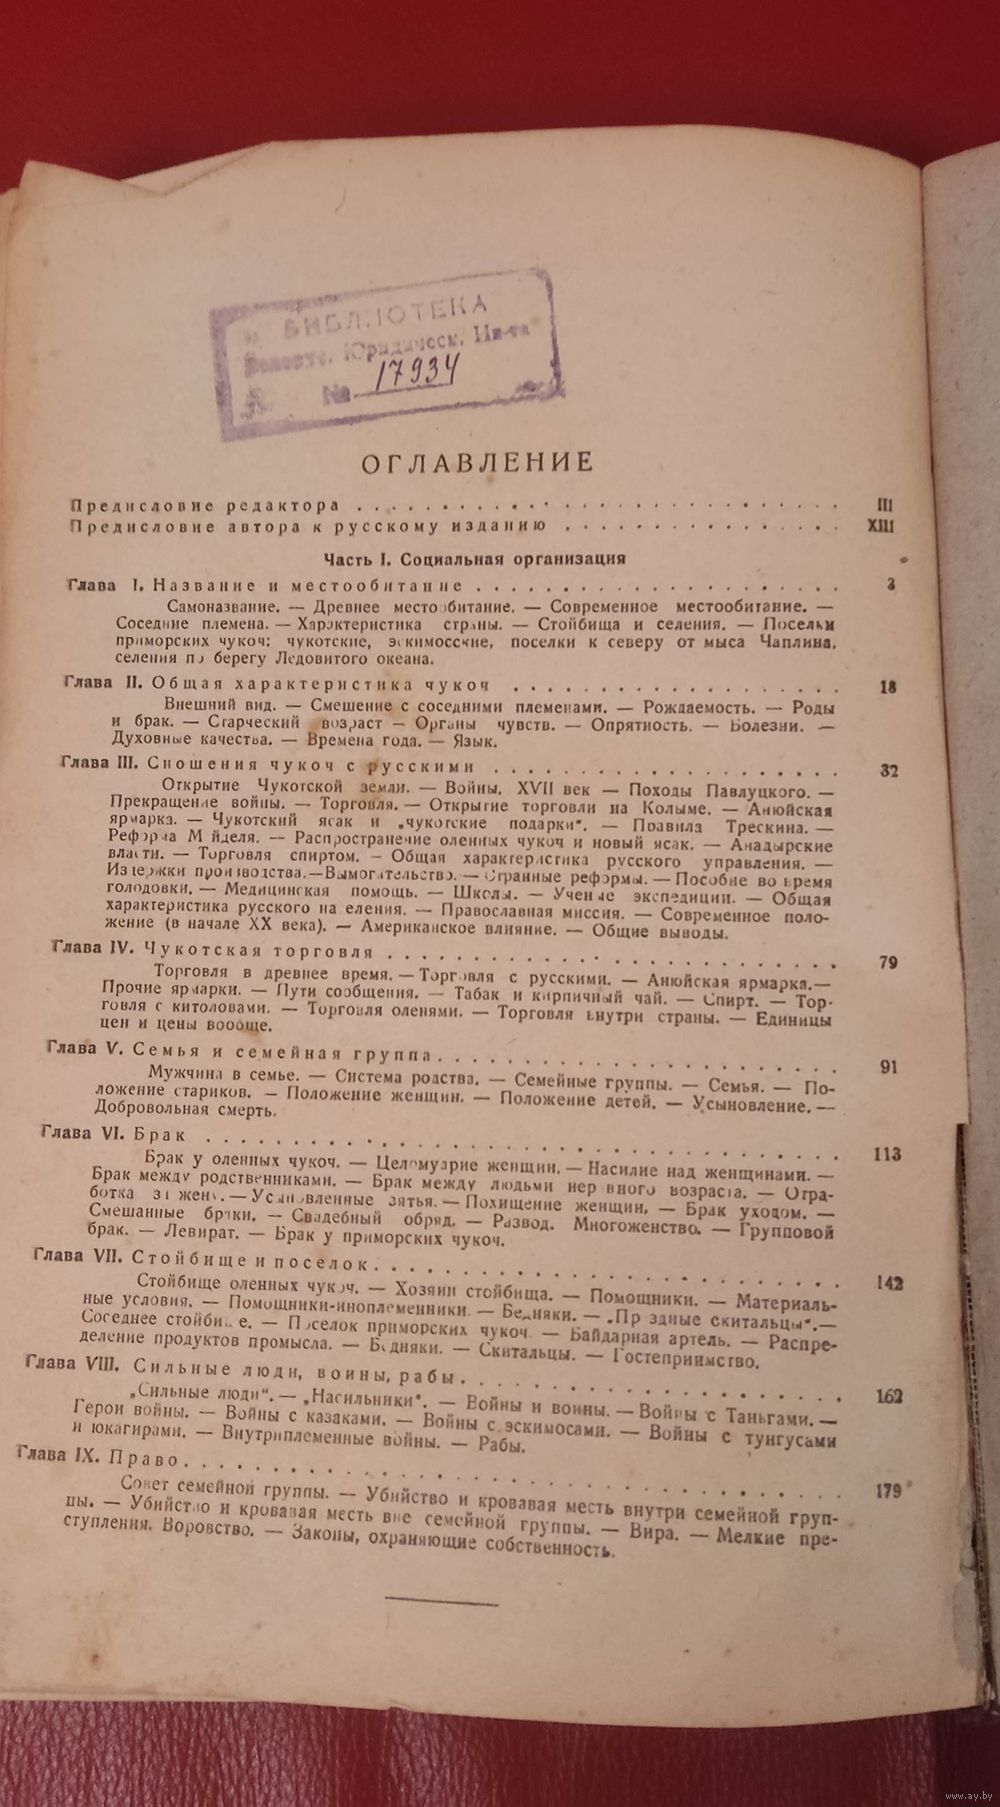 БИБЛИОТЕКА
Юридическ. Ин-та
№ 17934
ОГЛАВЛЕНИЕ
Предисловие редактора III
Предисловие автора к русскому изданию XIII
Часть I. Социальная организация
Глава I. Название и местообитание 3
Самоназвание. — Древнее местообитание. — Современное местообитание. —
Соседние племена. — Характеристика страны. — Стойбища и селения. — Поселки
приморских чукоч: чукотские, эскимосские, поселки к северу от мыса Чаплина,
селения по берегу Ледовитого океана.
Глава II. Общая характеристика чукоч 18
Внешний вид. — Смешение с соседними племенами. — Рождаемость. — Роды
и брак. — Старческий возраст — Органы чувств. — Опрятность. — Болезни. —
Духовные качества. — Времена года. — Язык.
Глава III. Сношения чукоч с русскими 32
Открытие Чукотской земли. — Войны. XVII век — Походы Павлуцкого. —
Прекращение войны. — Торговля. — Открытие торговли на Колыме. — Анюйская
ярмарка. — Чукотский ясак и „чукотские подарки“. — Правила Трескина. —
Реформа Майделя. — Распространение оленных чукоч и новый ясак. — Анадырские
власти. — Торговля спиртом. — Общая характеристика русского управления. —
Издержки производства. — Вымогательство. — Странные реформы. — Пособие во время
голодовки. — Медицинская помощь. — Школы. — Ученые экспедиции. — Общая
характеристика русского населения. — Православная миссия. — Современное поло-
жение (в начале XX века). — Американское влияние. — Общие выводы.
Глава IV. Чукотская торговля 79
Торговля в древнее время. — Торговля с русскими. — Анюйская ярмарка. —
Прочие ярмарки. — Пути сообщения. — Табак и кирпичный чай. — Спирт. — Тор-
говля с китоловами. — Торговля оленями. — Торговля внутри страны. — Единицы
цен и цены вообще.
Глава V. Семья и семейная группа 91
Мужчина в семье. — Система родства. — Семейные группы. — Семья. — По-
ложение стариков. — Положение женщин. — Положение детей. — Усыновление. —
Добровольная смерть.
Глава VI. Брак 113
Брак у оленных чукоч. — Целомудрие женщин. — Насилие над женщинами. —
Брак между родственниками. — Брак между людьми неравного возраста. — Отра-
ботка за жену. — Усыновленные зятья. — Похищение женщин. — Брак уходом. —
Смешанные браки. — Свадебный обряд. — Развод. Многоженство. — Групповой
брак. — Левират. — Брак у приморских чукоч.
Глава VII. Стойбище и поселок 142
Стойбище оленных чукоч. — Хозяин стойбища. — Помощники. — Материаль-
ные условия. — Помощники-иноплеменники. — Бедняки. — „Праздные скитальцы“. —
Соседнее стойбище. — Поселок приморских чукоч — Байдарная артель. — Распре-
деление продуктов промысла. — Бедняки. — Скитальцы. — Гостеприимство.
Глава VIII. Сильные люди, воины, рабы 162
„Сильные люди“. — „Насильники“. — Войны и воины. — Войны с Таньгами. —
Герои войны. — Войны с казаками. — Войны с эскимосами. — Войны с тунгусами
и юкагирами. — Внутриплеменные войны. — Рабы.
Глава IX. Право 179
Совет семейной группы. — Убийство и кровавая месть внутри семейной груп-
пы. — Убийство и кровавая месть вне семейной группы. — Вира. — Мелкие пре-
ступления. Воровство. — Законы, охраняющие собственность.
www.ay.by